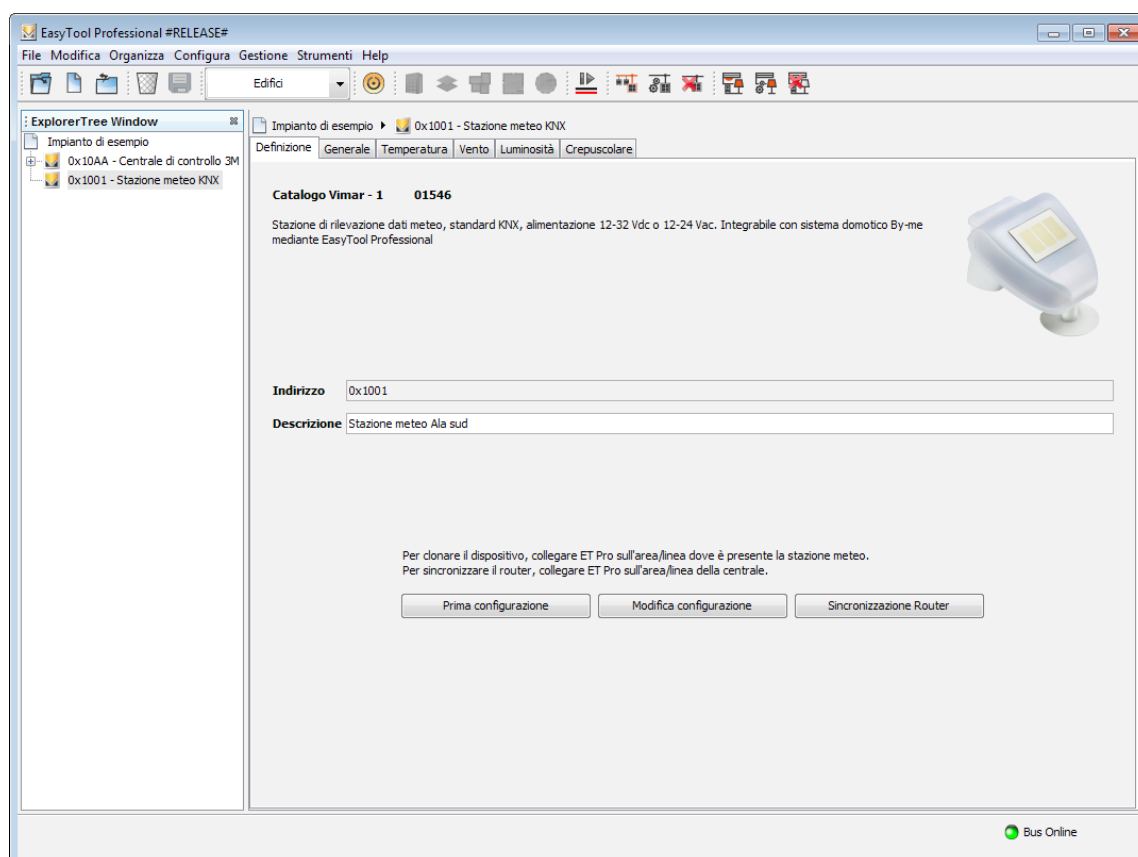 EasyTool Professional #RELEASE#
File Modifica Organizza Configura Gestione Strumenti Help
Edifici
ExplorerTree Window
Impianto di esempio
0x10AA - Centrale di controllo 3M
0x1001 - Stazione meteo KNX
Impianto di esempio 0x1001 - Stazione meteo KNX
Definizione Generale Temperatura Vento Luminosità Crepuscolare
Catalogo Vimar - 1 01546
Stazione di rilevazione dati meteo, standard KNX, alimentazione 12-32 Vdc o 12-24 Vac. Integrabile con sistema domotico By-me
mediante EasyTool Professional
Indirizzo 0x1001
Descrizione Stazione meteo Ala sud
Per clonare il dispositivo, collegare ET Pro sull'area/linea dove è presente la stazione meteo.
Per sincronizzare il router, collegare ET Pro sull'area/linea della centrale.
Prima configurazione Modifica configurazione Sincronizzazione Router
Bus Online